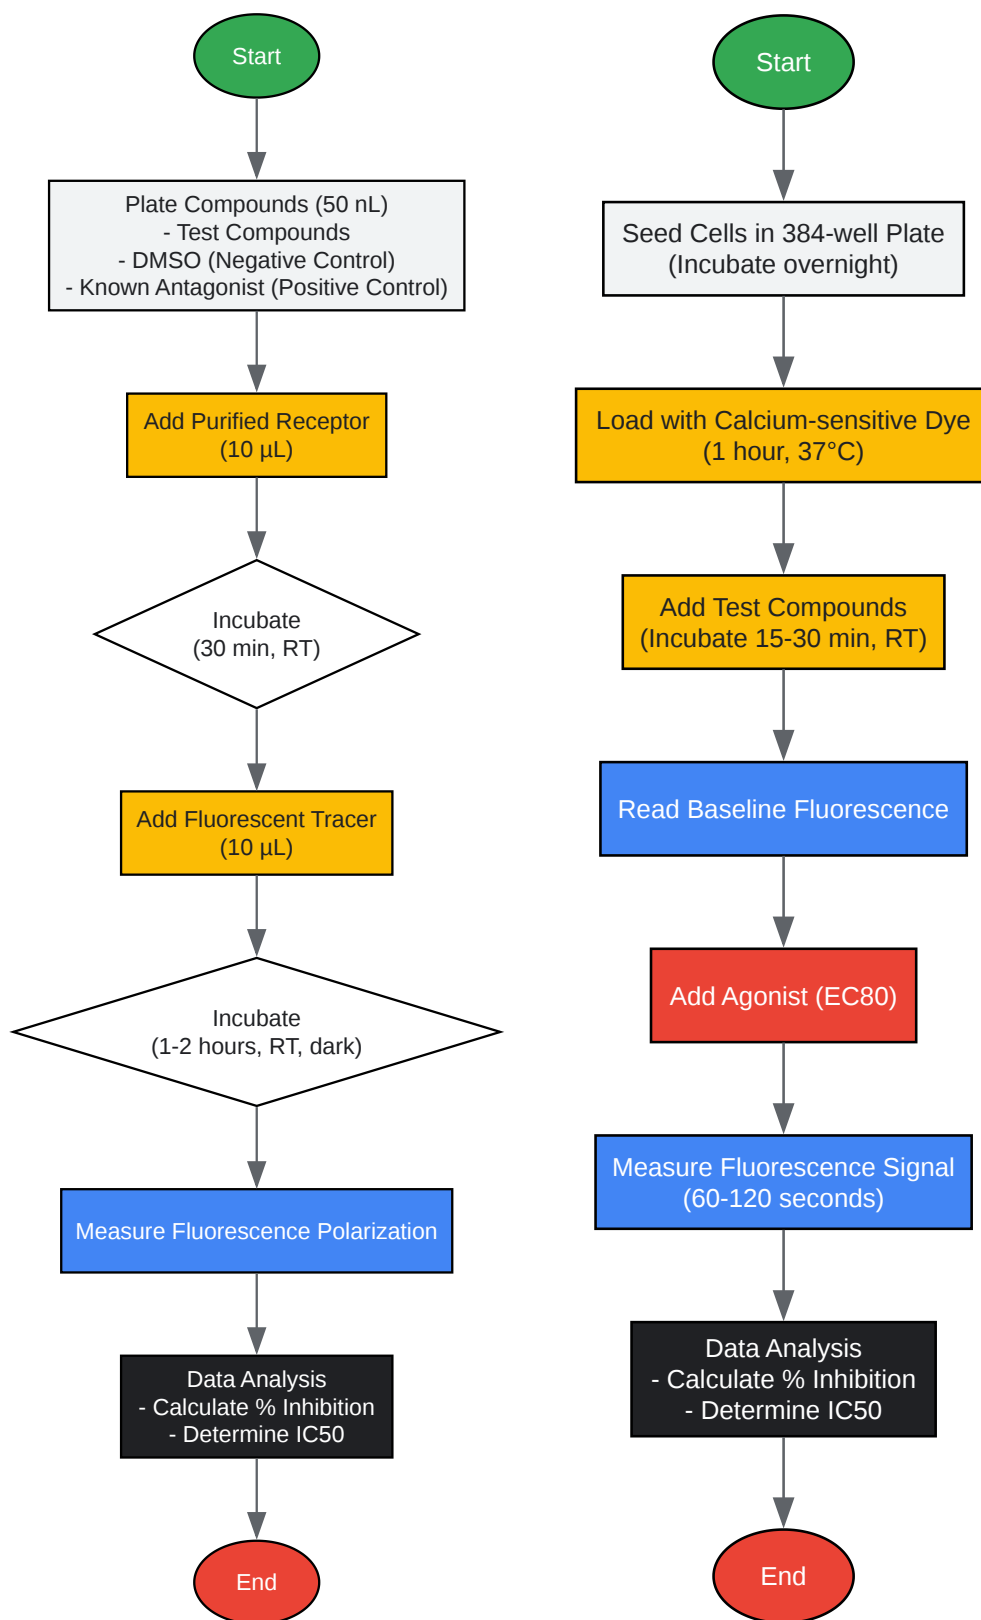 Start
Plate Compounds (50 nL)
- Test Compounds
- DMSO (Negative Control)
- Known Antagonist (Positive Control)
Add Purified Receptor
(10 µL)
Incubate
(30 min, RT)
Add Fluorescent Tracer
(10 µL)
Incubate
(1-2 hours, RT, dark)
Measure Fluorescence Polarization
Data Analysis
- Calculate % Inhibition
- Determine IC50
End
Start
Seed Cells in 384-well Plate
(Incubate overnight)
Load with Calcium-sensitive Dye
(1 hour, 37°C)
Add Test Compounds
(Incubate 15-30 min, RT)
Read Baseline Fluorescence
Add Agonist (EC80)
Measure Fluorescence Signal
(60-120 seconds)
Data Analysis
- Calculate % Inhibition
- Determine IC50
End